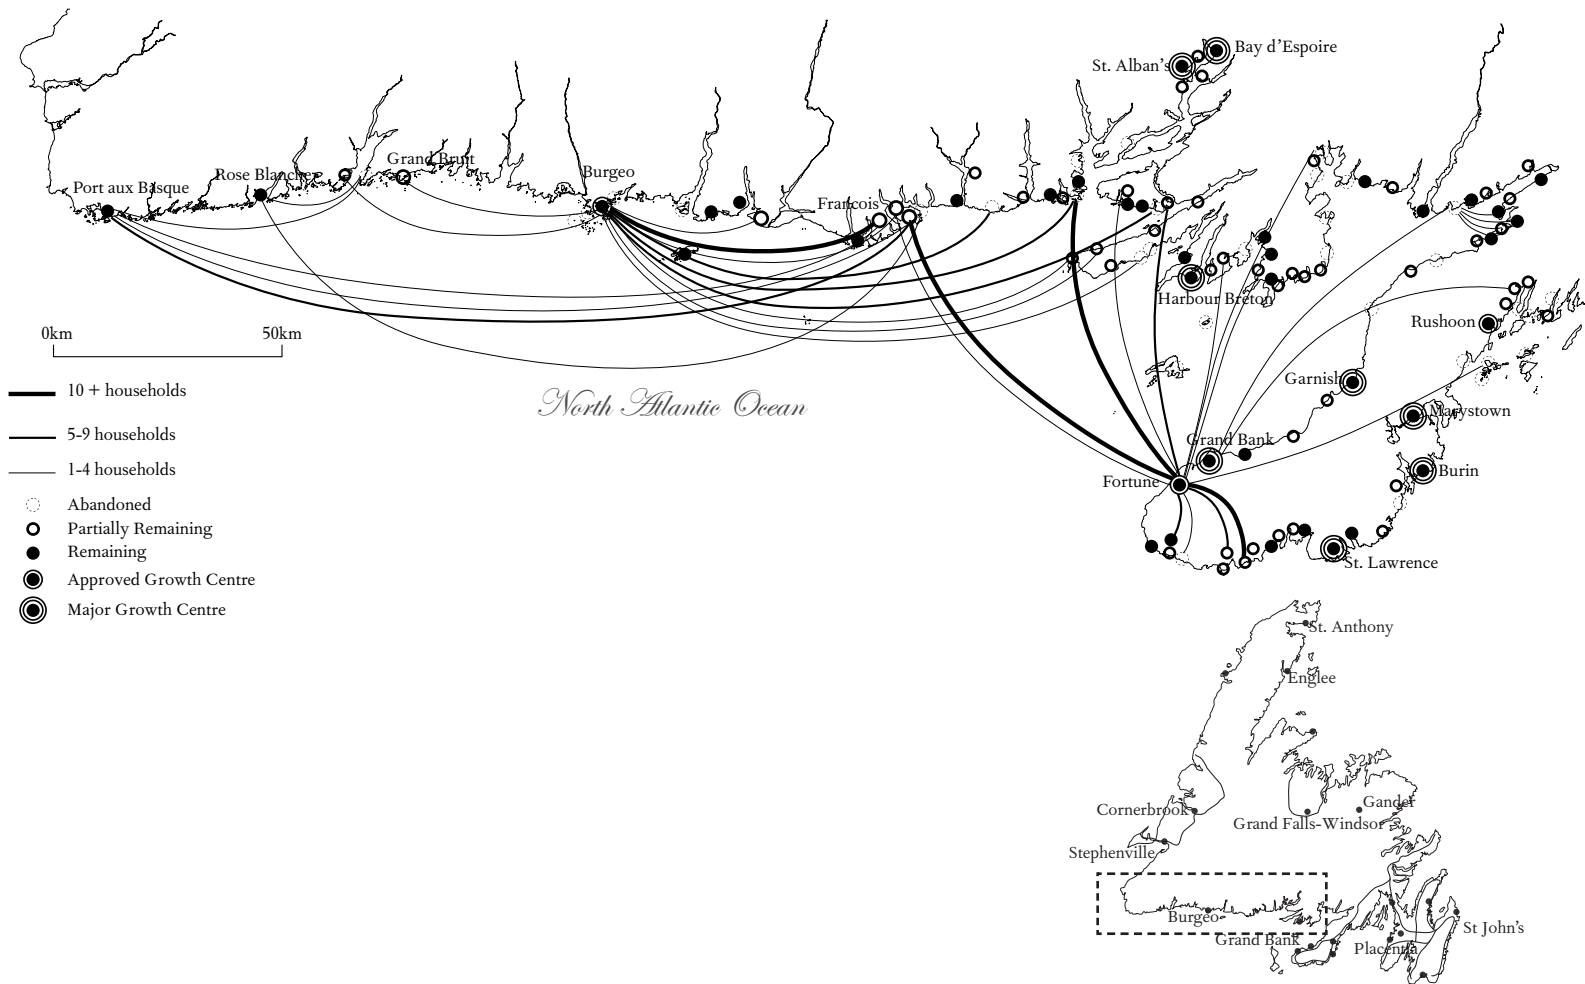 Bay d'Espoire
St. Alban's
Grand Bruit
Rose Blanche
Burgeo
Port aux Basque
Francois
Harbour Breton
Rushoon
0km 50km
Garnish
10 + households
North Atlantic Ocean
Marystown
5-9 households
Grand Bank
1-4 households
Burin
Fortune
Abandoned
Partially Remaining
Remaining
St. Lawrence
Approved Growth Centre
Major Growth Centre
St. Anthony
Englee
Gander
Cornerbrook
Grand Falls-Windsor
Stephenville
Burgeo
St John's
Grand Bank
Placentia